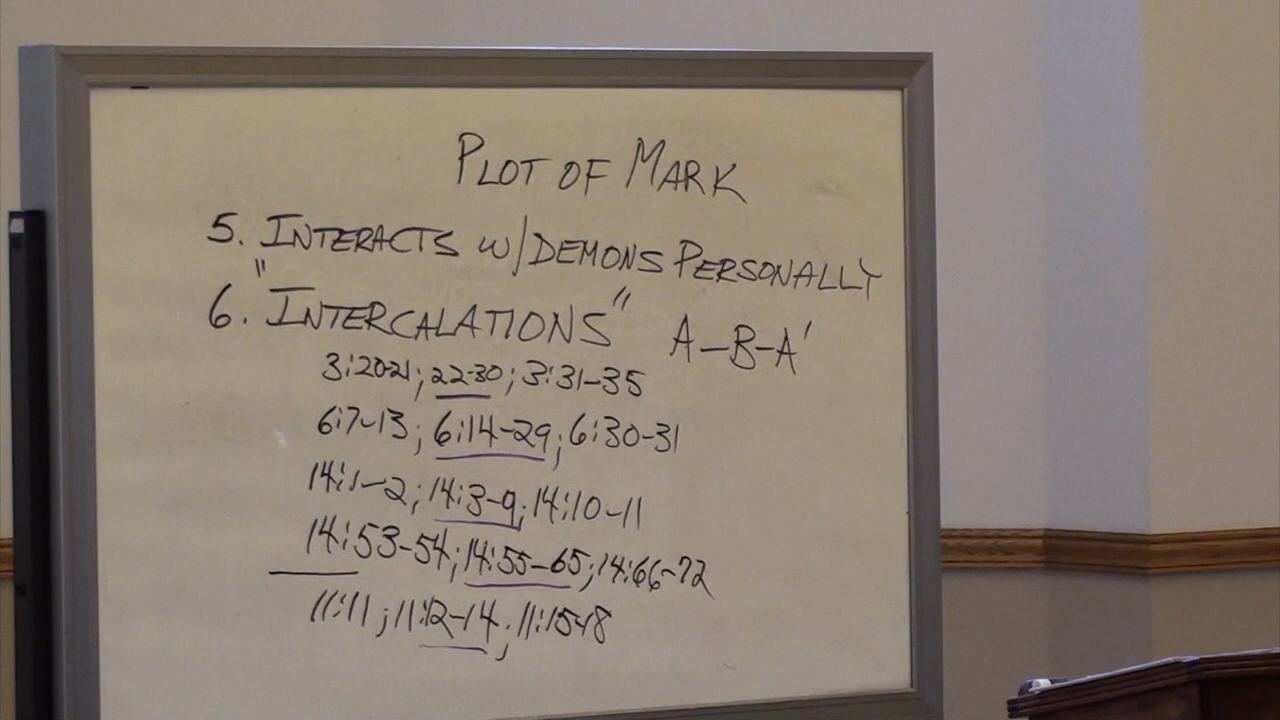 PLOT OF MARK
5. INTERACTS W/DEMONS PERSONALLY
6. "INTERCALATIONS" A-B-A'
3:20-21; 22-30; 3:31-35
6:7-13; 6:14-29; 6:30-31
14:1-2; 14:3-9; 14:10-11
14:53-54; 14:55-65; 14:66-72
11:11; 11:12-14; 11:15-18